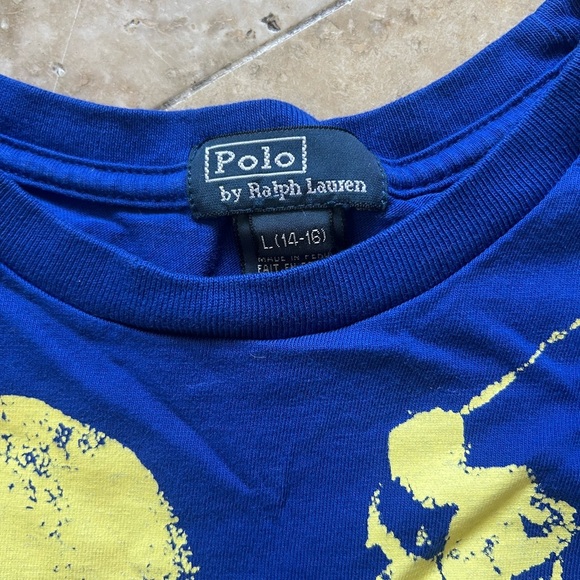 Polo
by Ralph Lauren
L(14-16)
MADE IN PERU